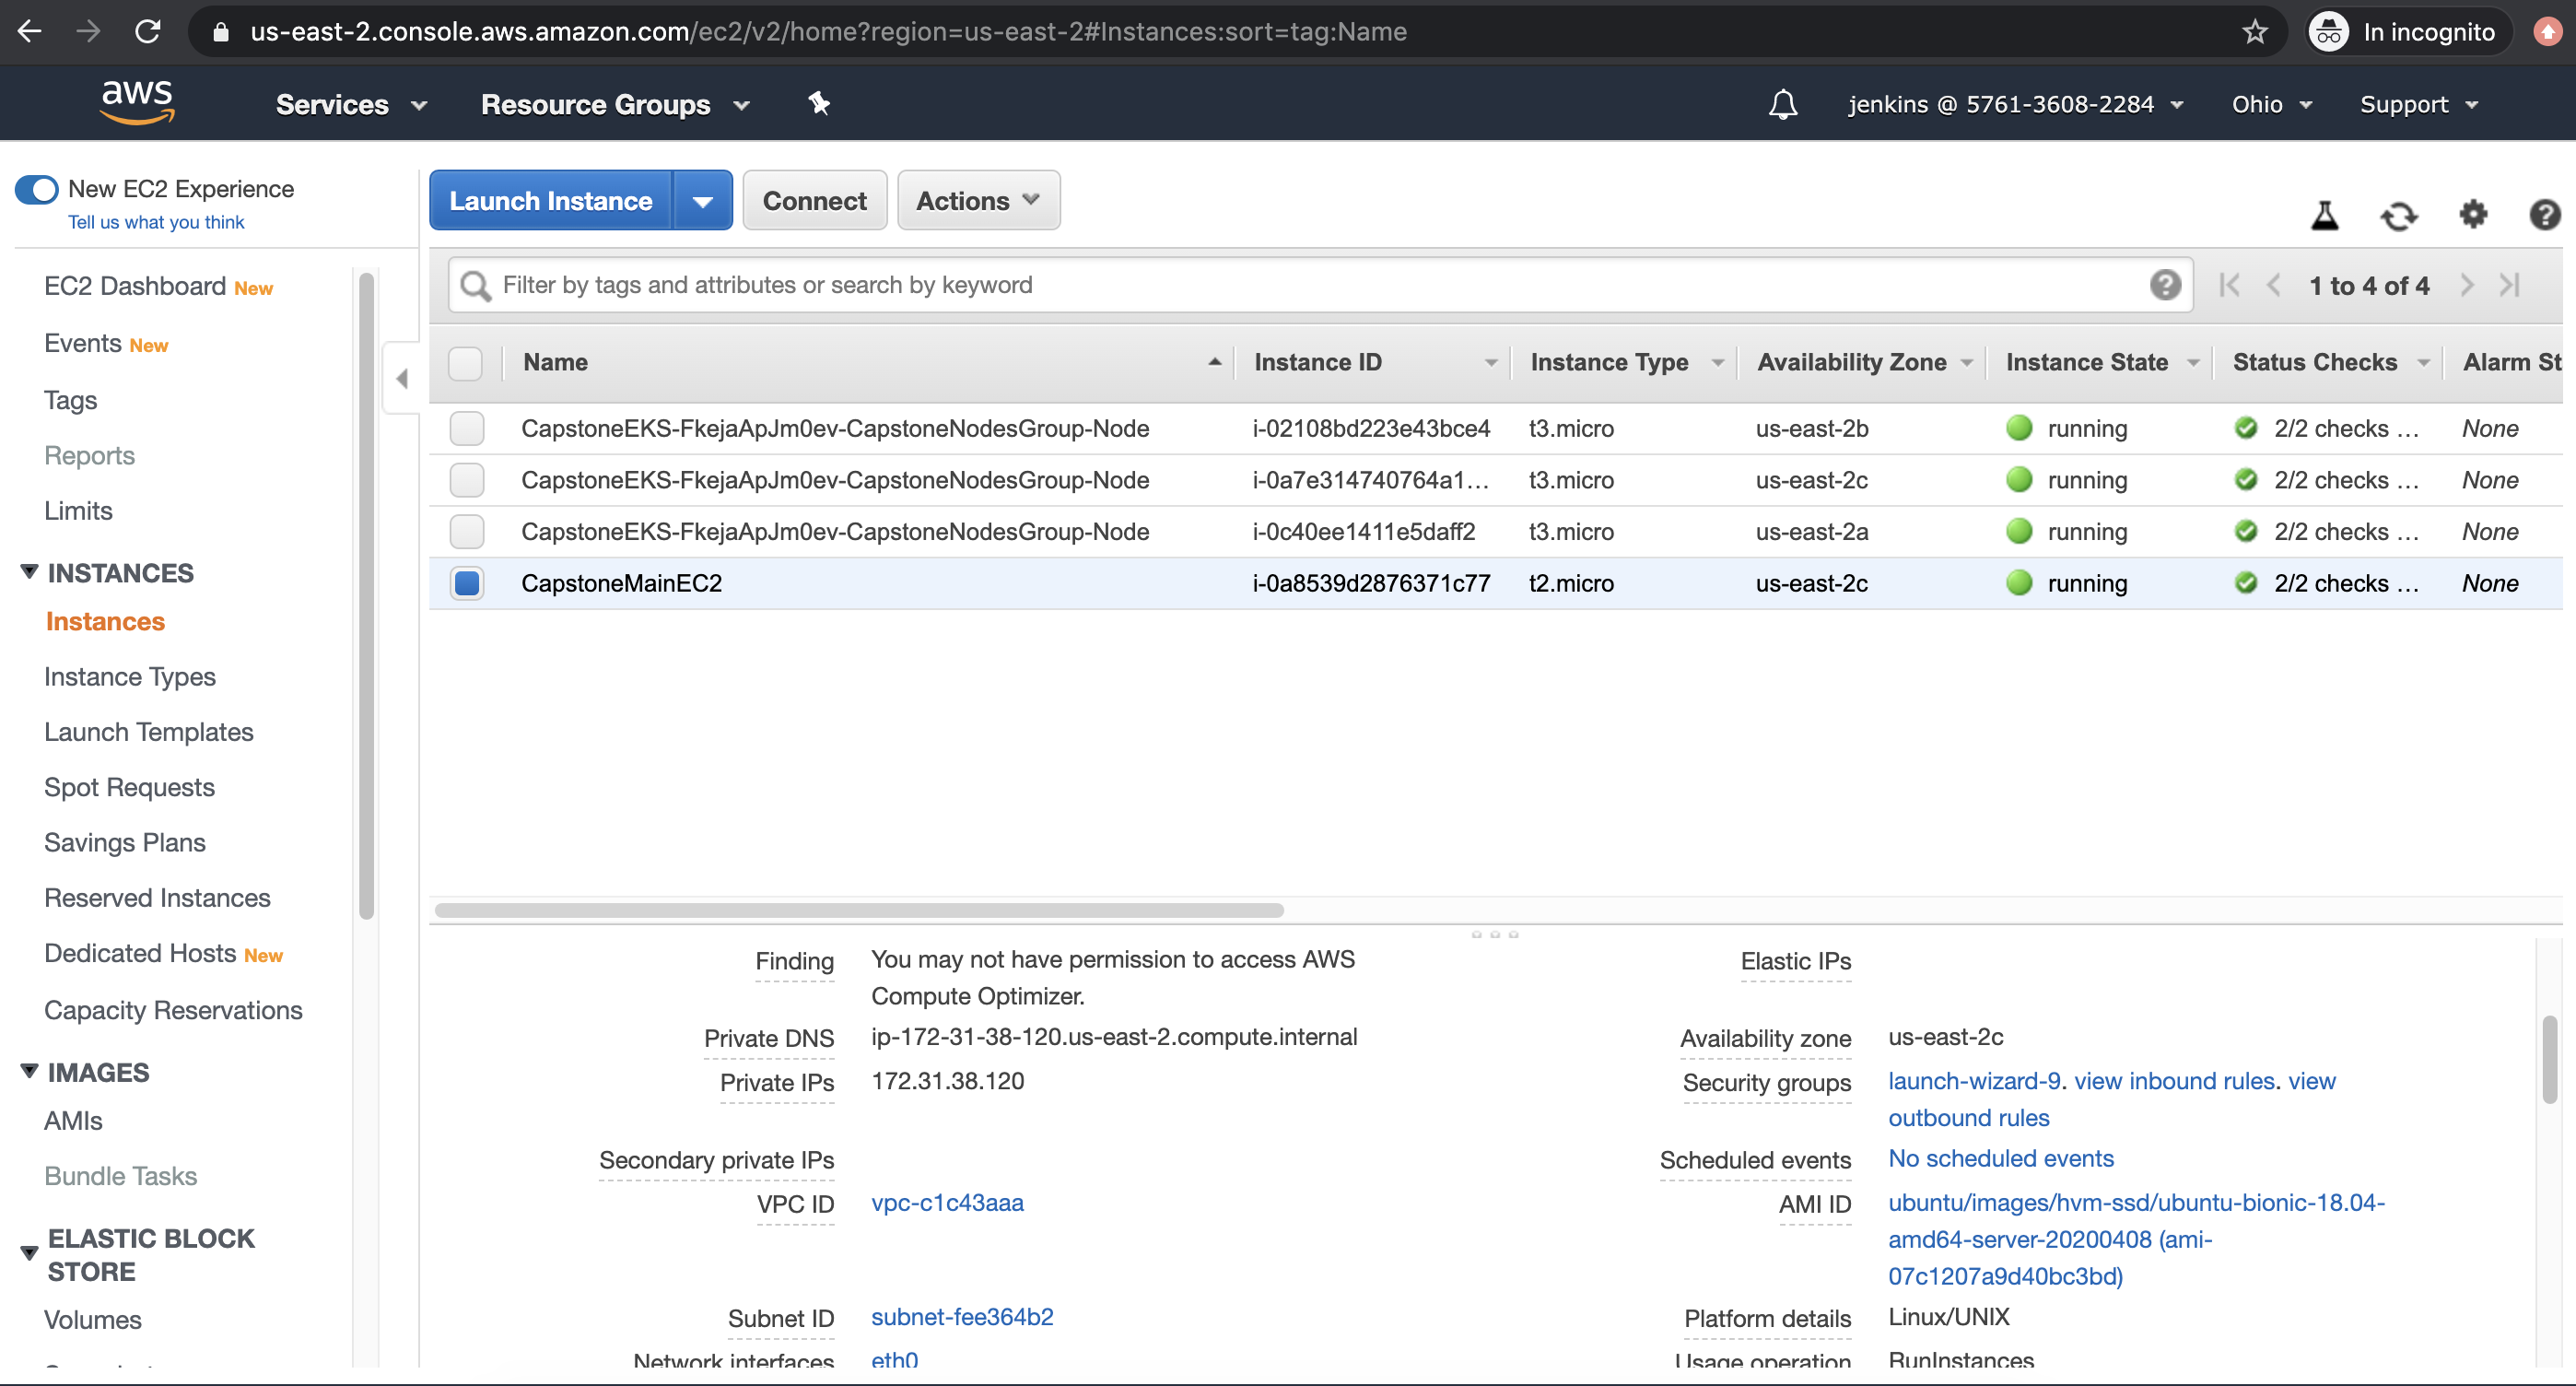 us-east-2.console.aws.amazon.com/ec2/v2/home?region=us-east-2#Instances:sort=tag:Name
In incognito
aws
Services
Resource Groups
jenkins @ 5761-3608-2284
Ohio
Support
New EC2 Experience
Tell us what you think
EC2 Dashboard New
Events New
Tags
Reports
Limits
INSTANCES
Instances
Instance Types
Launch Templates
Spot Requests
Savings Plans
Reserved Instances
Dedicated Hosts New
Capacity Reservations
IMAGES
AMIs
Bundle Tasks
ELASTIC BLOCK
STORE
Volumes
Launch Instance
Connect
Actions
Filter by tags and attributes or search by keyword
1 to 4 of 4
Name Instance ID Instance Type Availability Zone Instance State Status Checks Alarm St
CapstoneEKS-FkejaApJm0ev-CapstoneNodesGroup-Node i-02108bd223e43bce4 t3.micro us-east-2b running 2/2 checks ... None
CapstoneEKS-FkejaApJm0ev-CapstoneNodesGroup-Node i-0a7e314740764a1... t3.micro us-east-2c running 2/2 checks ... None
CapstoneEKS-FkejaApJm0ev-CapstoneNodesGroup-Node i-0c40ee1411e5daff2 t3.micro us-east-2a running 2/2 checks ... None
CapstoneMainEC2 i-0a8539d2876371c77 t2.micro us-east-2c running 2/2 checks ... None
Finding You may not have permission to access AWS
Compute Optimizer.
Private DNS ip-172-31-38-120.us-east-2.compute.internal
Private IPs 172.31.38.120
Secondary private IPs
VPC ID vpc-c1c43aaa
Subnet ID subnet-fee364b2
Network interfaces eth0
Elastic IPs
Availability zone us-east-2c
Security groups launch-wizard-9. view inbound rules. view
outbound rules
Scheduled events No scheduled events
AMI ID ubuntu/images/hvm-ssd/ubuntu-bionic-18.04-
amd64-server-20200408 (ami-
07c1207a9d40bc3bd)
Platform details Linux/UNIX
Usage operation RunInstances